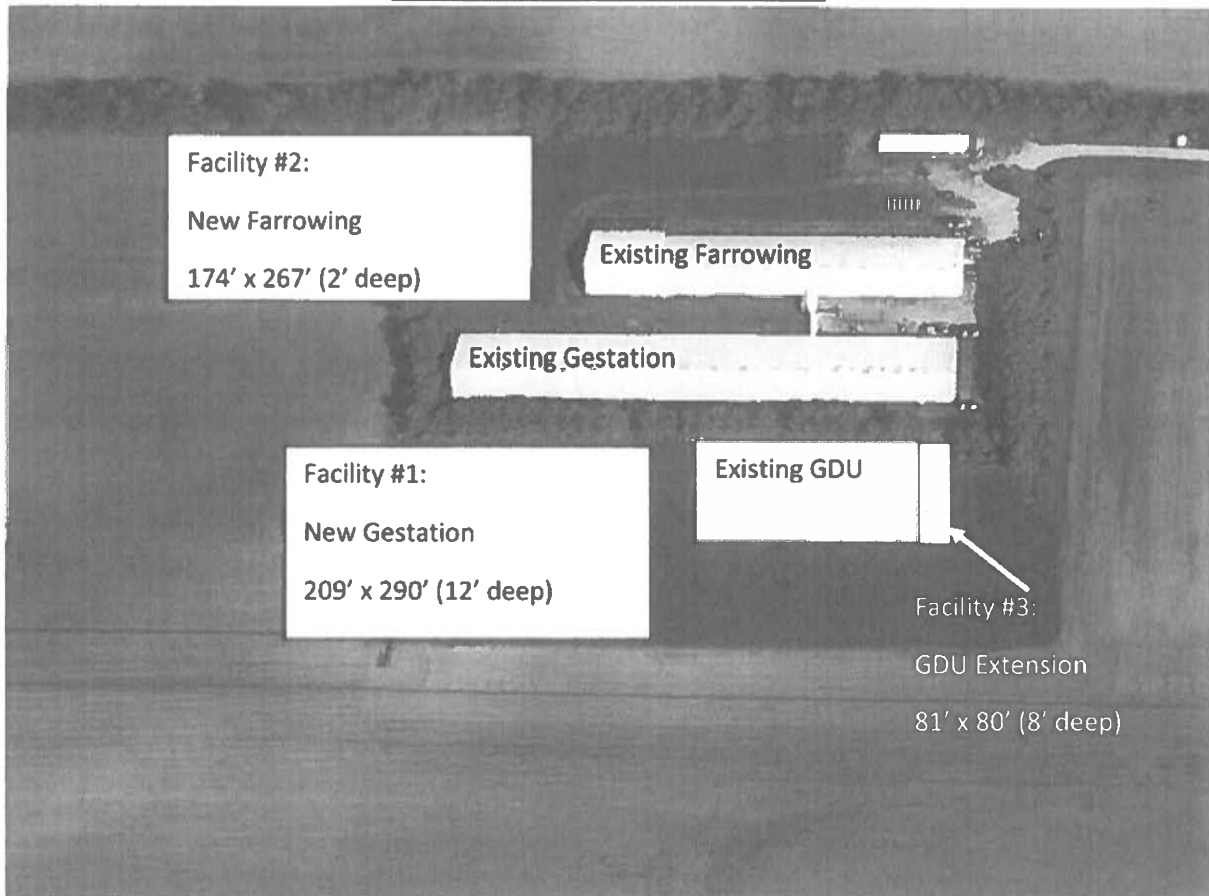 Facility #2:
New Farrowing
174' x 267' (2' deep)
Existing Farrowing
Existing Gestation
Facility #1:
New Gestation
209' x 290' (12' deep)
Existing GDU
Facility #3:
GDU Extension
81' x 80' (8' deep)